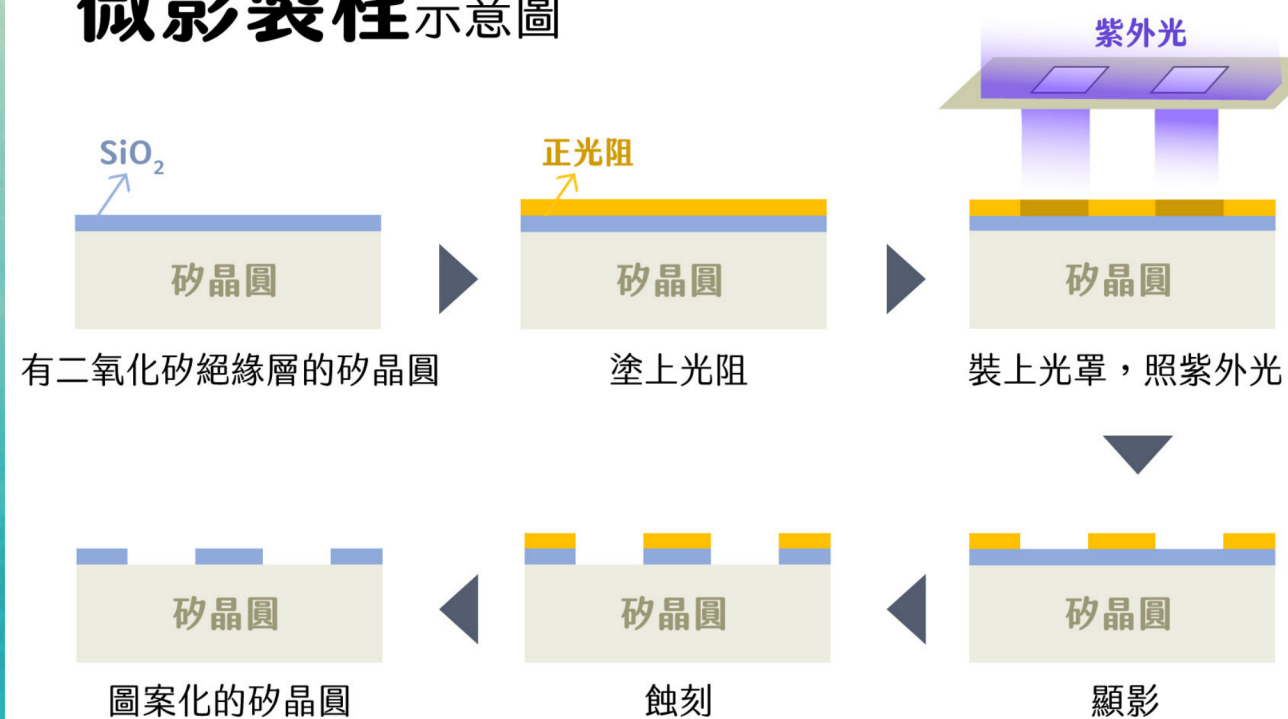 微影製程示意圖
紫外光
SiO₂
正光阻
矽晶圓
矽晶圓
矽晶圓
有二氧化矽絕緣層的矽晶圓
塗上光阻
裝上光罩，照紫外光
矽晶圓
矽晶圓
矽晶圓
圖案化的矽晶圓
蝕刻
顯影